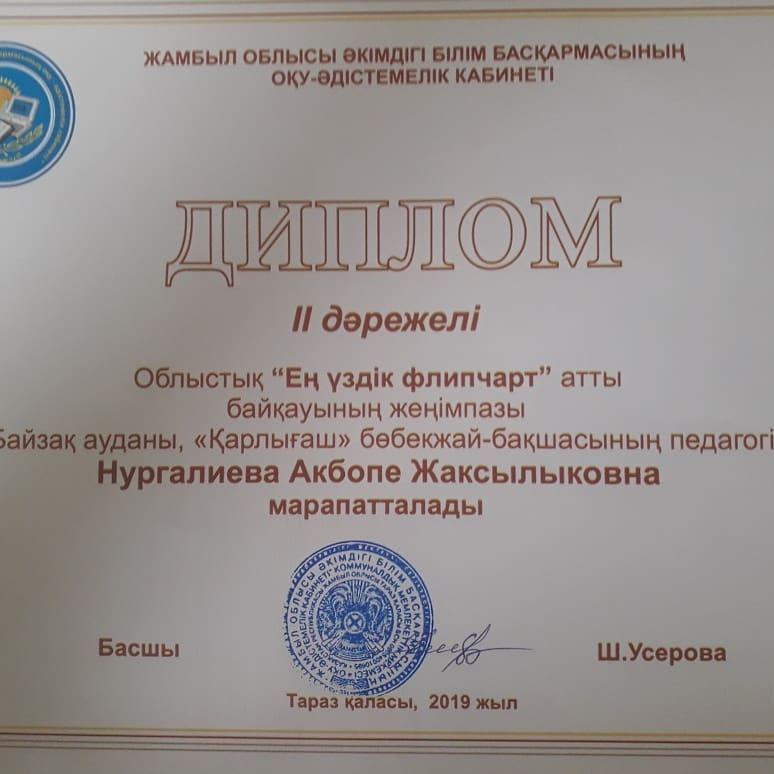 ЖАМБЫЛ ОБЛЫСЫ ӘКІМДІГІ БІЛІМ БАСҚАРМАСЫНЫҢ
ОҚУ-ӘДІСТЕМЕЛІК КАБИНЕТІ
ДИПЛОМ
ІІ дәрежелі
Облыстық “Ең үздік флипчарт” атты
байқауының жеңімпазы
Байзақ ауданы, «Қарлығаш» бөбекжай-бақшасының педагогі
Нургалиева Акбопе Жаксылыковна
марапатталады
Басшы
Ш.Усерова
Тараз қаласы, 2019 жыл